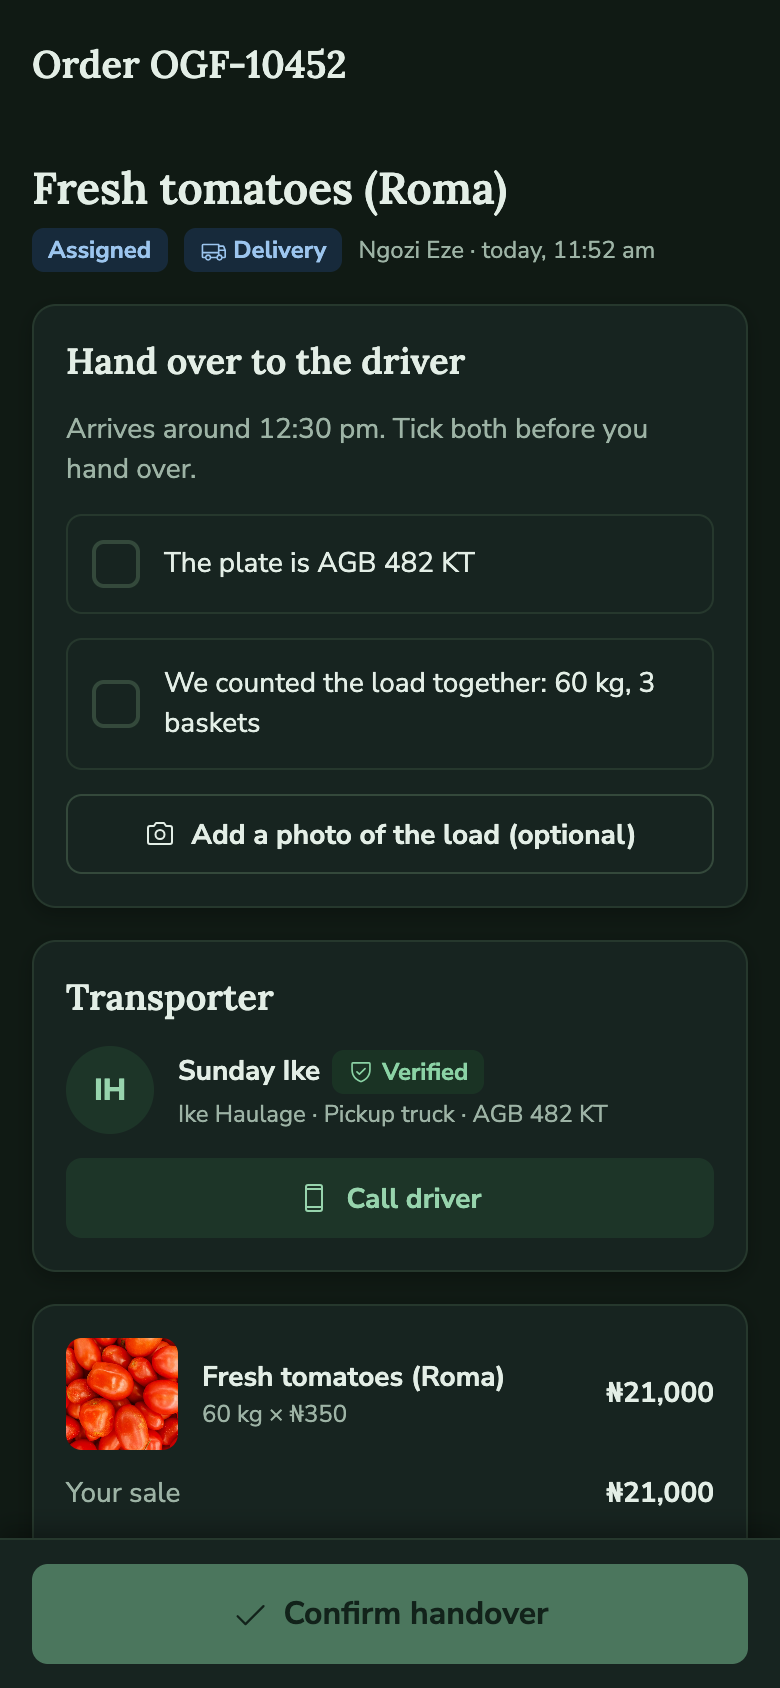 Order OGF-10452
Fresh tomatoes (Roma)
Assigned Delivery Ngozi Eze · today, 11:52 am
Hand over to the driver
Arrives around 12:30 pm. Tick both before you
hand over.
The plate is AGB 482 KT
We counted the load together: 60 kg, 3
baskets
Add a photo of the load (optional)
Transporter
IH
Sunday Ike Verified
Ike Haulage · Pickup truck · AGB 482 KT
Call driver
Fresh tomatoes (Roma)
60 kg × ₦350
₦21,000
Your sale ₦21,000
Confirm handover